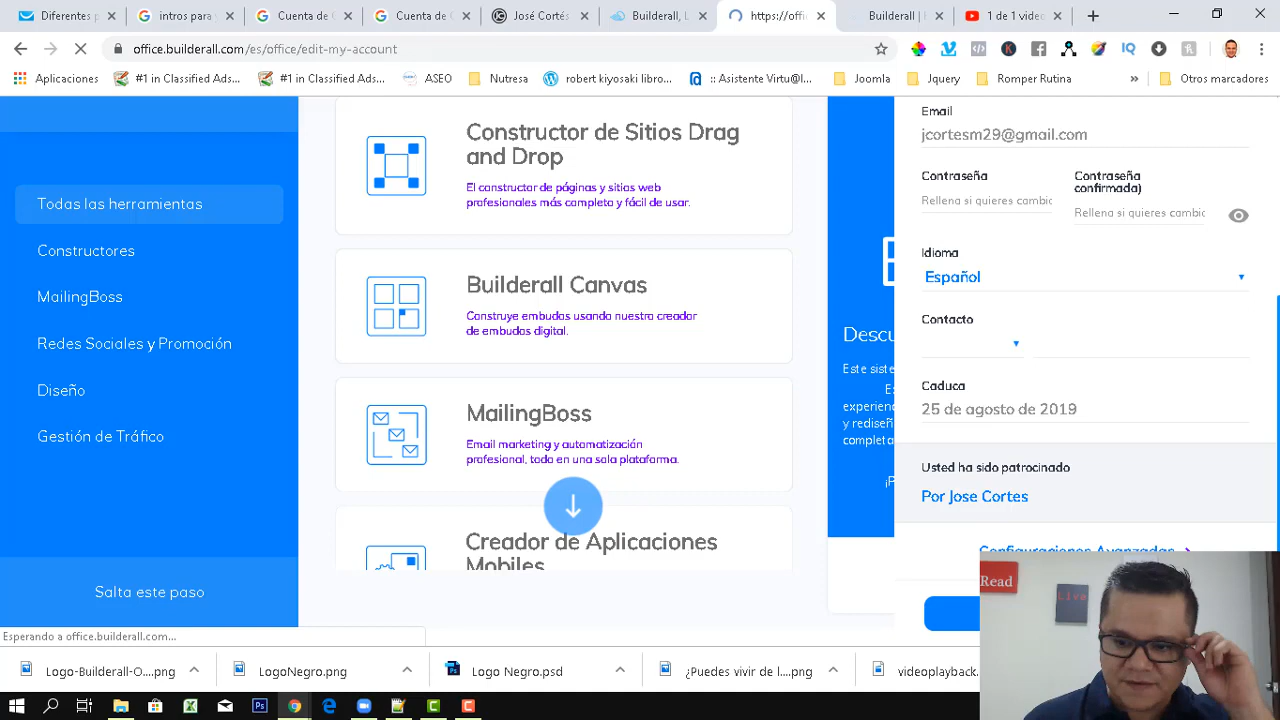 Diferentes Op
intros para
Cuenta de G
Cuenta de G
José Cortés
Builderall, L
https://offi
Builderall |
1 de 1 video
office.builderall.com/es/office/edit-my-account
Aplicaciones
#1 in Classified Ads...
#1 in Classified Ads...
ASEO
Nutresa
robert kiyosaki libro...
:: Asistente Virtu@l...
Joomla
Jquery
Romper Rutina
»
Otros marcadores
Todas las herramientas
Constructores
MailingBoss
Redes Sociales y Promoción
Diseño
Gestión de Tráfico
Salta este paso
Constructor de Sitios Drag
and Drop
El constructor de páginas y sitios web
profesionales más completo y fácil de usar.
Builderall Canvas
Construye embudos usando nuestro creador
de embudos digital.
MailingBoss
Email marketing y automatización
profesional, todo en una sola plataforma.
Creador de Aplicaciones
Mobiles
Descu
Este siste
experienc
y rediseñ
completa
Email
jcortesm29@gmail.com
Contraseña
Rellena si quieres cambic
Contraseña
confirmada)
Rellena si quieres cambic
Idioma
Español
Contacto
Caduca
25 de agosto de 2019
Usted ha sido patrocinado
Por Jose Cortes
Configuraciones Avanzadas
Read
Live
Esperando a office.builderall.com...
Logo-Builderall-O....png
LogoNegro.png
Logo Negro.psd
¿Puedes vivir de l....png
videoplayback.